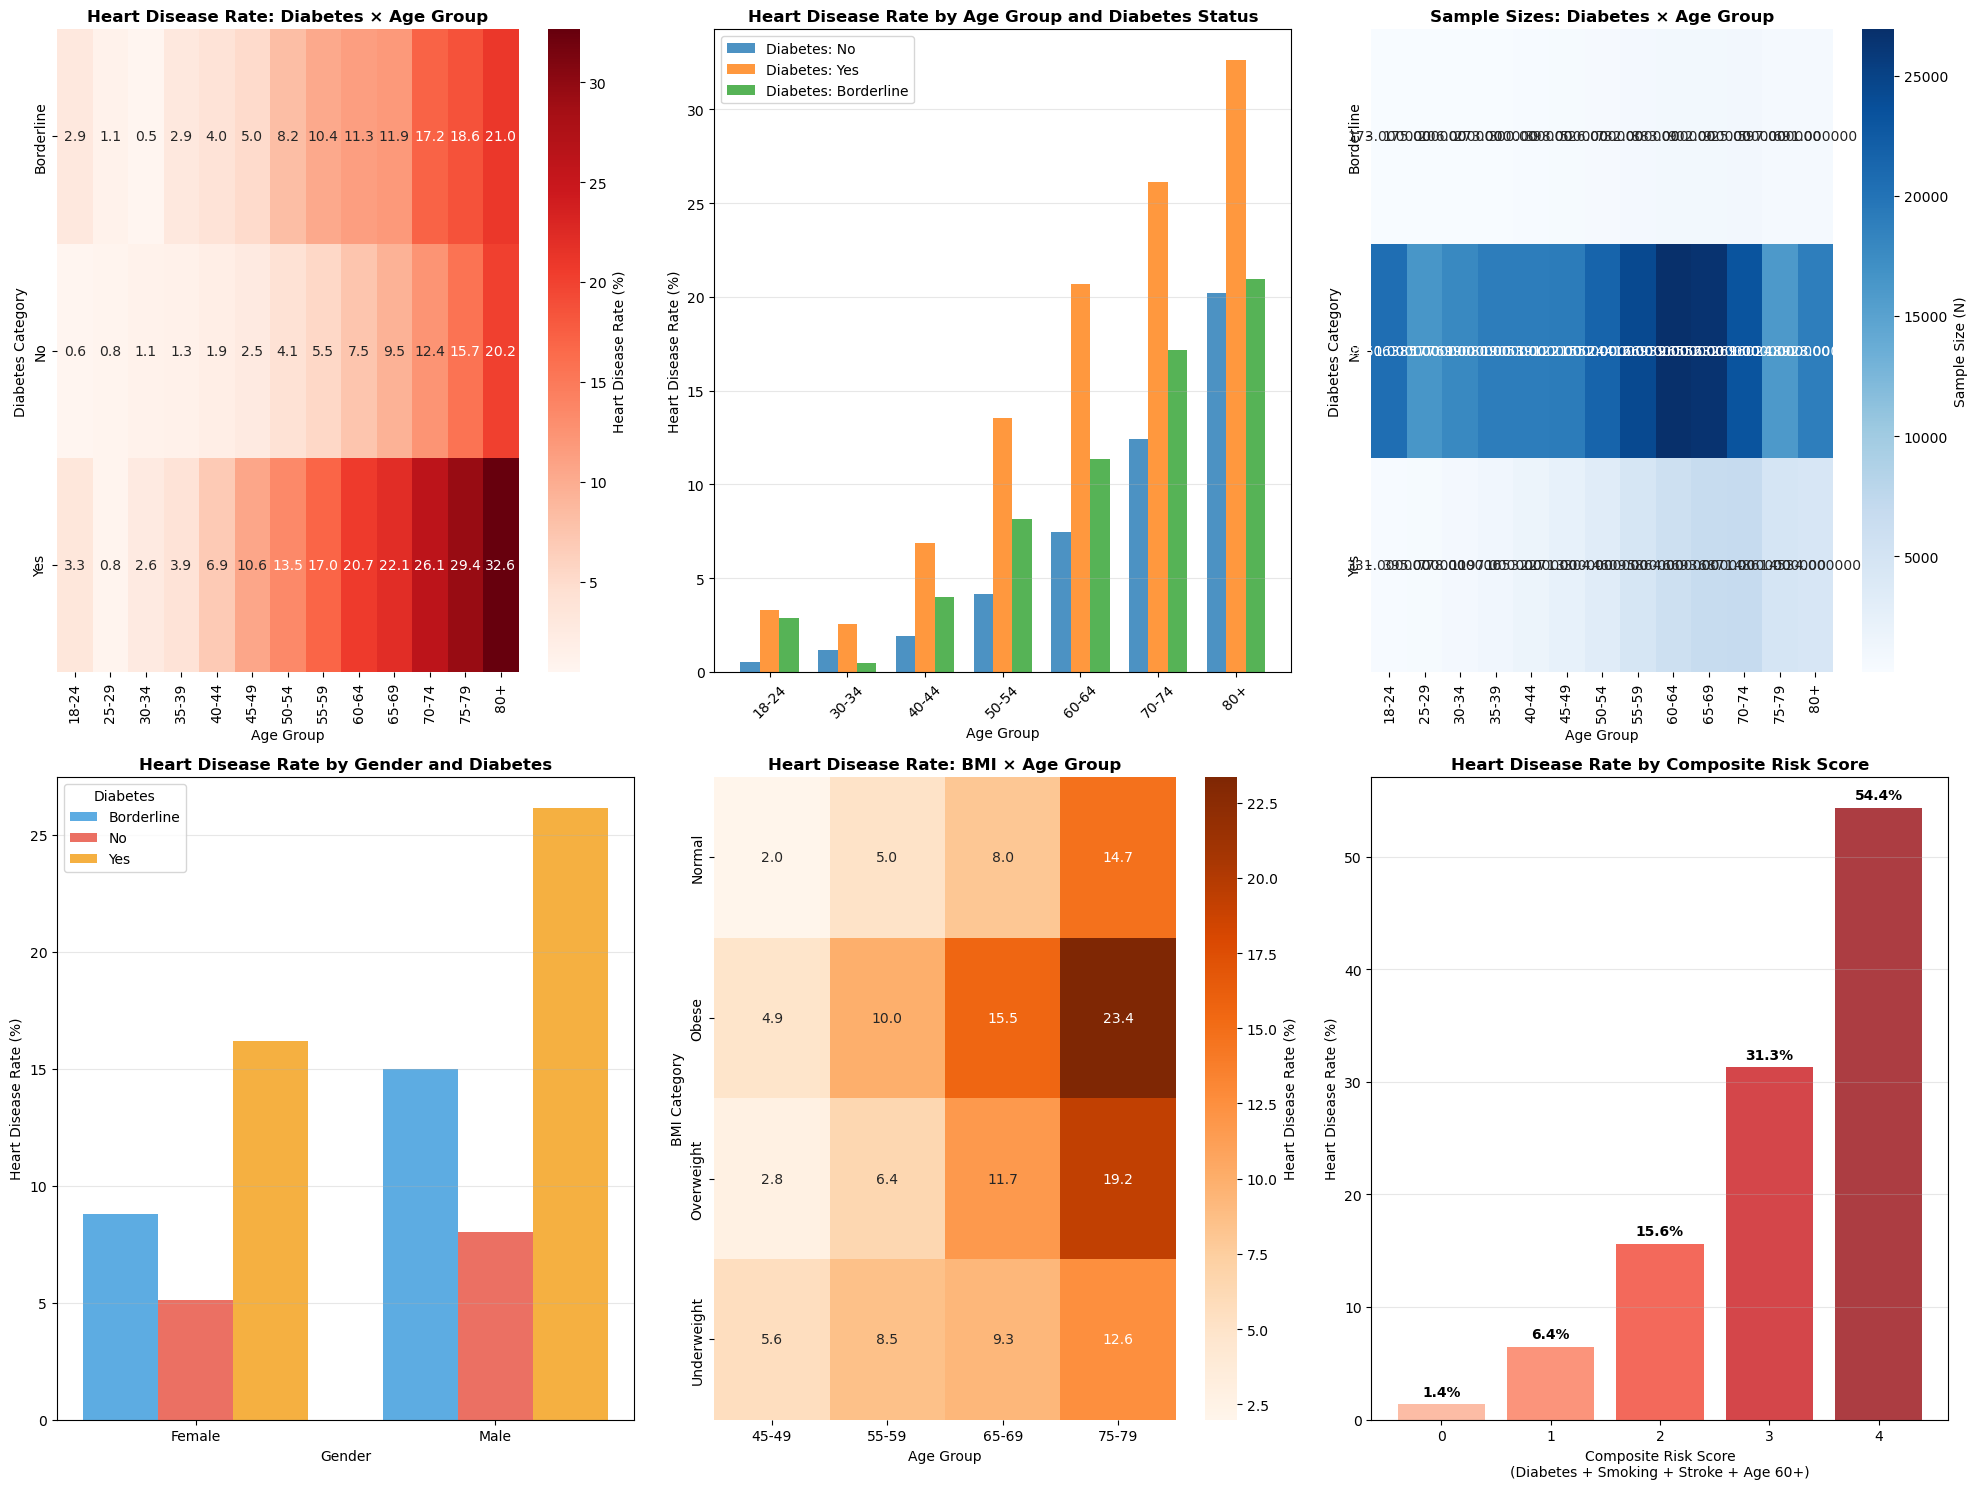 Heart Disease Rate: Diabetes × Age Group
Borderline
No
Yes
Diabetes Category
2.9 1.1 0.5 2.9 4.0 5.0 8.2 10.4 11.3 11.9 17.2 18.6 21.0
0.6 0.8 1.1 1.3 1.9 2.5 4.1 5.5 7.5 9.5 12.4 15.7 20.2
3.3 0.8 2.6 3.9 6.9 10.6 13.5 17.0 20.7 22.1 26.1 29.4 32.6
18-24 25-29 30-34 35-39 40-44 45-49 50-54 55-59 60-64 65-69 70-74 75-79 80+
Age Group
30
25
20
15
10
5
Heart Disease Rate (%)
Heart Disease Rate by Age Group and Diabetes Status
Diabetes: No
Diabetes: Yes
Diabetes: Borderline
Heart Disease Rate (%)
30
25
20
15
10
5
0
18-24 30-34 40-44 50-54 60-64 70-74 80+
Age Group
Sample Sizes: Diabetes × Age Group
Borderline
No
Yes
Diabetes Category
18-24 25-29 30-34 35-39 40-44 45-49 50-54 55-59 60-64 65-69 70-74 75-79 80+
Age Group
25000
20000
15000
10000
5000
Sample Size (N)
Heart Disease Rate by Gender and Diabetes
Diabetes
Borderline
No
Yes
Heart Disease Rate (%)
25
20
15
10
5
0
Female Male
Gender
Heart Disease Rate: BMI × Age Group
Normal
Obese
Overweight
Underweight
BMI Category
2.0 5.0 8.0 14.7
4.9 10.0 15.5 23.4
2.8 6.4 11.7 19.2
5.6 8.5 9.3 12.6
45-49 55-59 65-69 75-79
Age Group
22.5
20.0
17.5
15.0
12.5
10.0
7.5
5.0
2.5
Heart Disease Rate (%)
Heart Disease Rate by Composite Risk Score
Heart Disease Rate (%)
50
40
30
20
10
0
1.4%
6.4%
15.6%
31.3%
54.4%
0 1 2 3 4
Composite Risk Score
(Diabetes + Smoking + Stroke + Age 60+)